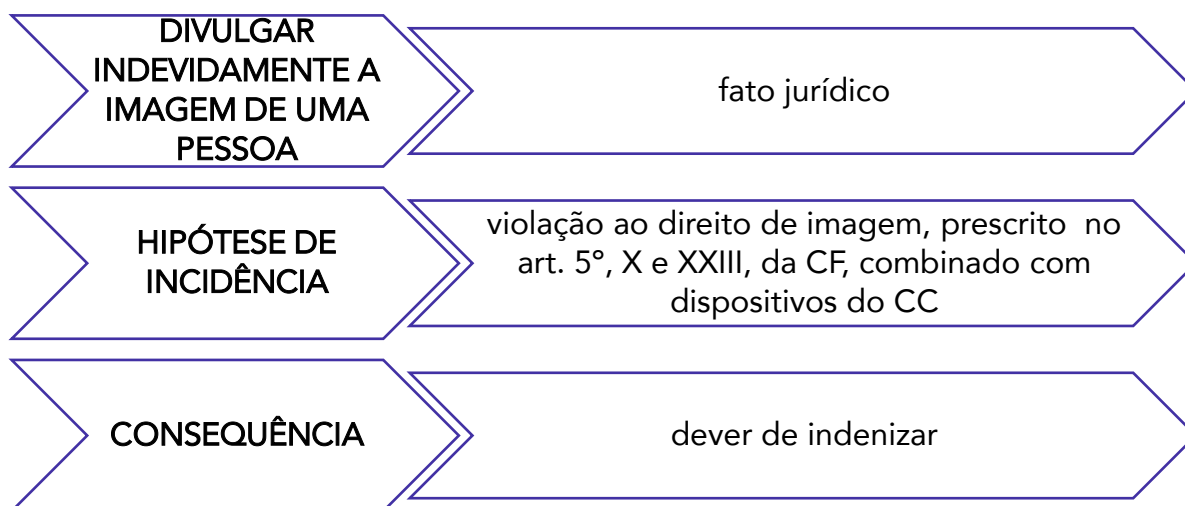 DIVULGAR
INDEVIDAMENTE A
IMAGEM DE UMA
PESSOA
fato jurídico
HIPÓTESE DE
INCIDÊNCIA
violação ao direito de imagem, prescrito no
art. 5º, X e XXIII, da CF, combinado com
dispositivos do CC
CONSEQUÊNCIA
dever de indenizar